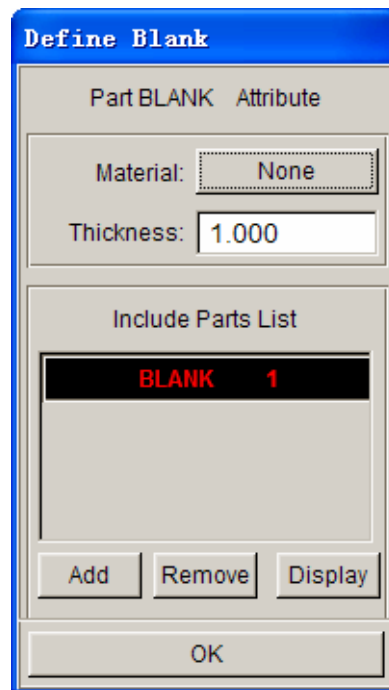 Define Blank
Part BLANK Attribute
Material: None
Thickness: 1.000
Include Parts List
BLANK 1
Add Remove Display
OK